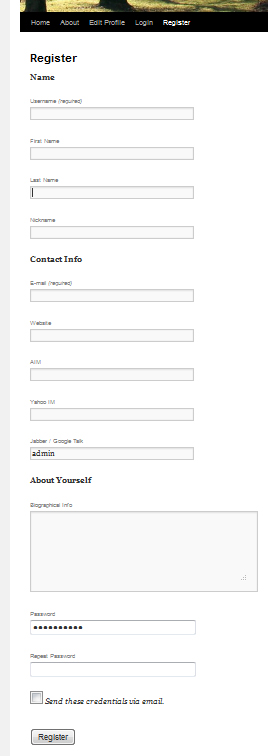 Home About Edit Profile Login Register
Register
Name
Username (required)
First Name
Last Name
Nickname
Contact Info
E-mail (required)
Website
AIM
Yahoo IM
Jabber / Google Talk
admin
About Yourself
Biographical Info
Password
●●●●●●●●●●
Repeat Password
Send these credentials via email.
Register